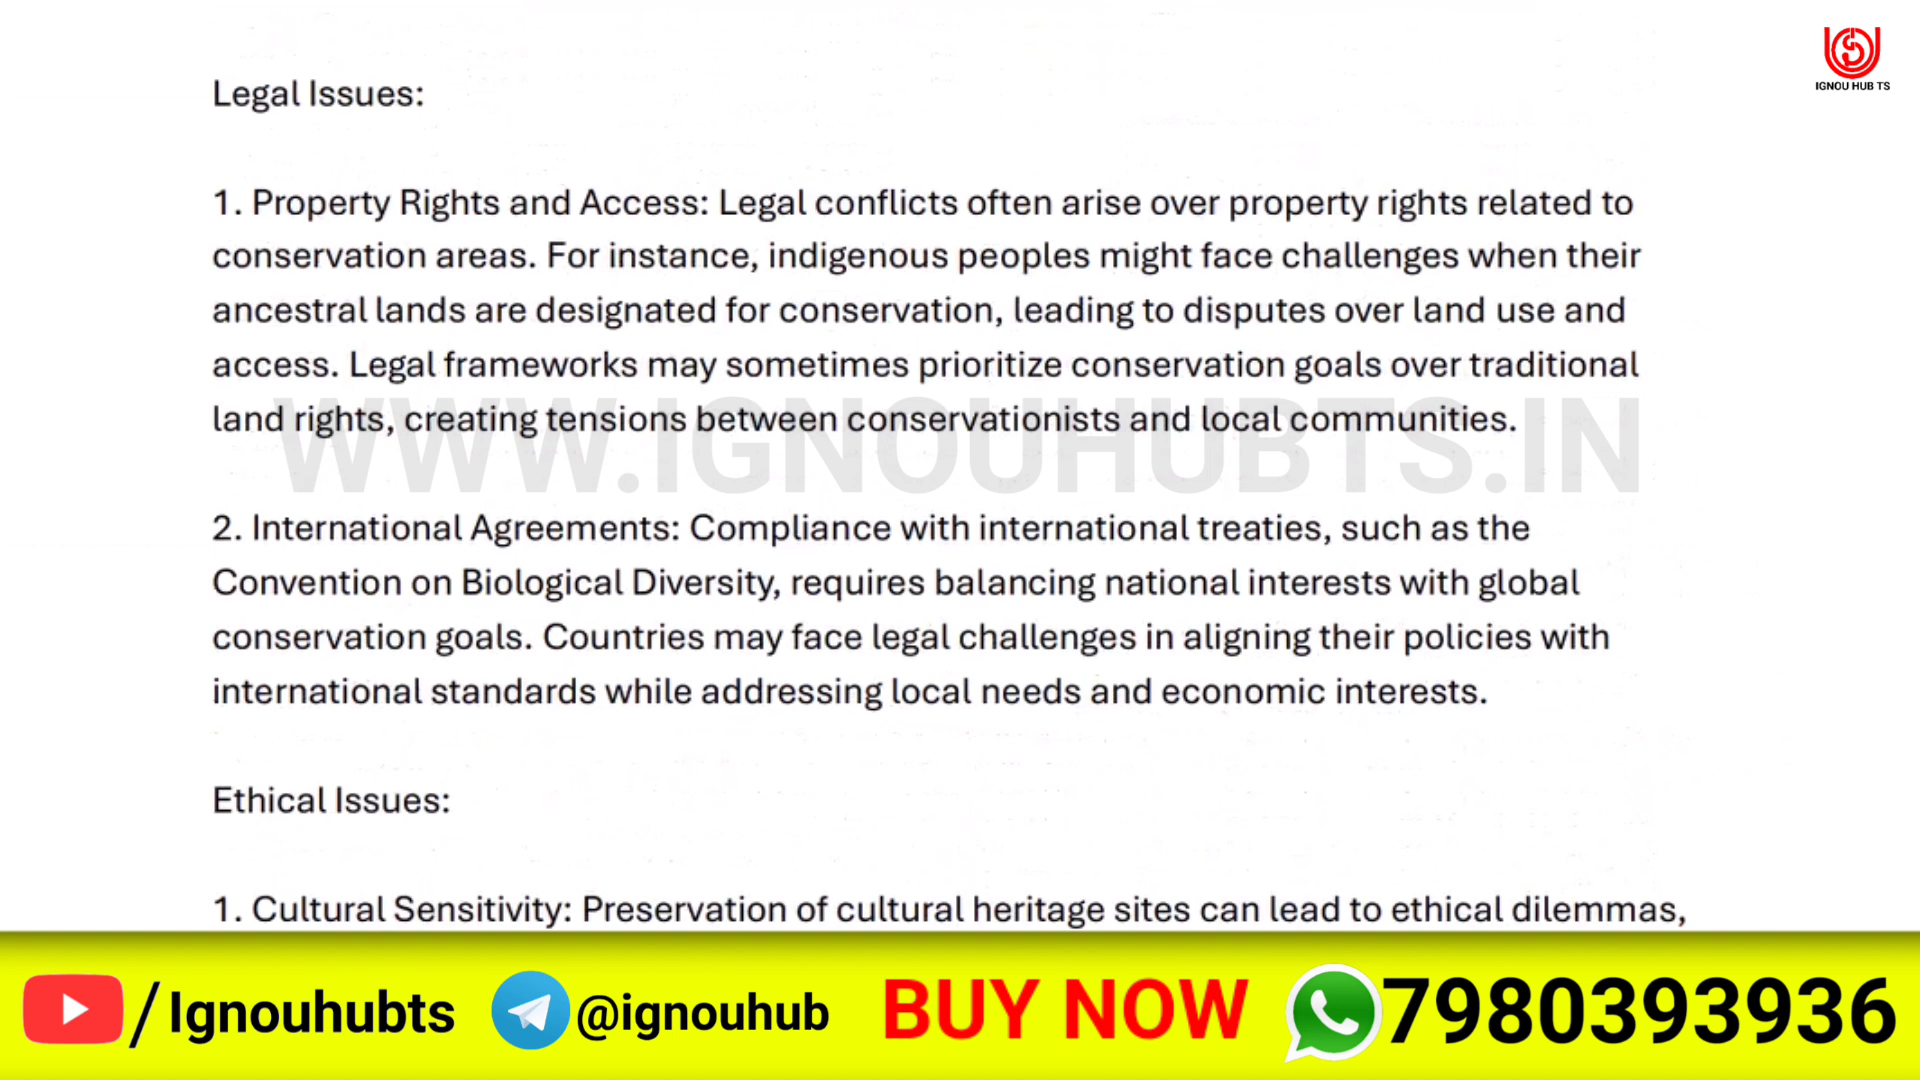 IGNOU HUB TS
Legal Issues:
1. Property Rights and Access: Legal conflicts often arise over property rights related to
conservation areas. For instance, indigenous peoples might face challenges when their
ancestral lands are designated for conservation, leading to disputes over land use and
access. Legal frameworks may sometimes prioritize conservation goals over traditional
land rights, creating tensions between conservationists and local communities.
WWW.IGNOUHUBTS.IN
2. International Agreements: Compliance with international treaties, such as the
Convention on Biological Diversity, requires balancing national interests with global
conservation goals. Countries may face legal challenges in aligning their policies with
international standards while addressing local needs and economic interests.
Ethical Issues:
1. Cultural Sensitivity: Preservation of cultural heritage sites can lead to ethical dilemmas,
/Ignouhubts @ignouhub BUY NOW 7980393936